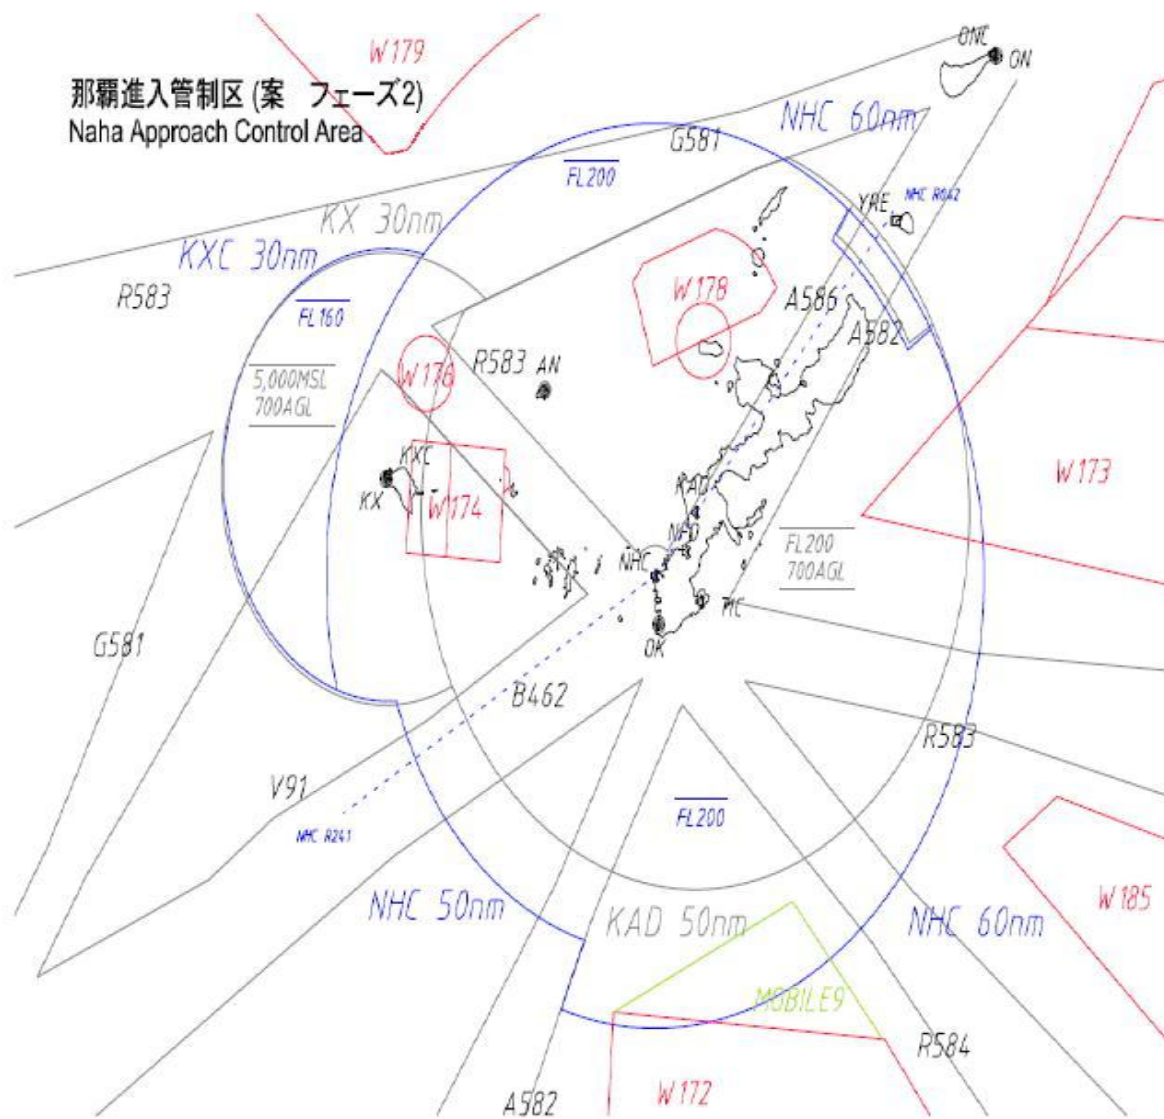 W179
那覇進入管制区 (案　フェーズ2)
Naha Approach Control Area
ONC
ON
NHC 60nm
G581
FL200
YRE
NHC R042
KX 30nm
KXC 30nm
R583
FL160
W178
A586
A582
5,000MSL
700AGL
W176
R583
AN
W173
KXC
KX
W174
KAD
NFO
NHC
FL200
700AGL
OK
G581
B462
R583
V91
FL200
NHC R241
NHC 50nm
KAD 50nm
NHC 60nm
W185
MOBILE9
R584
A582
W172